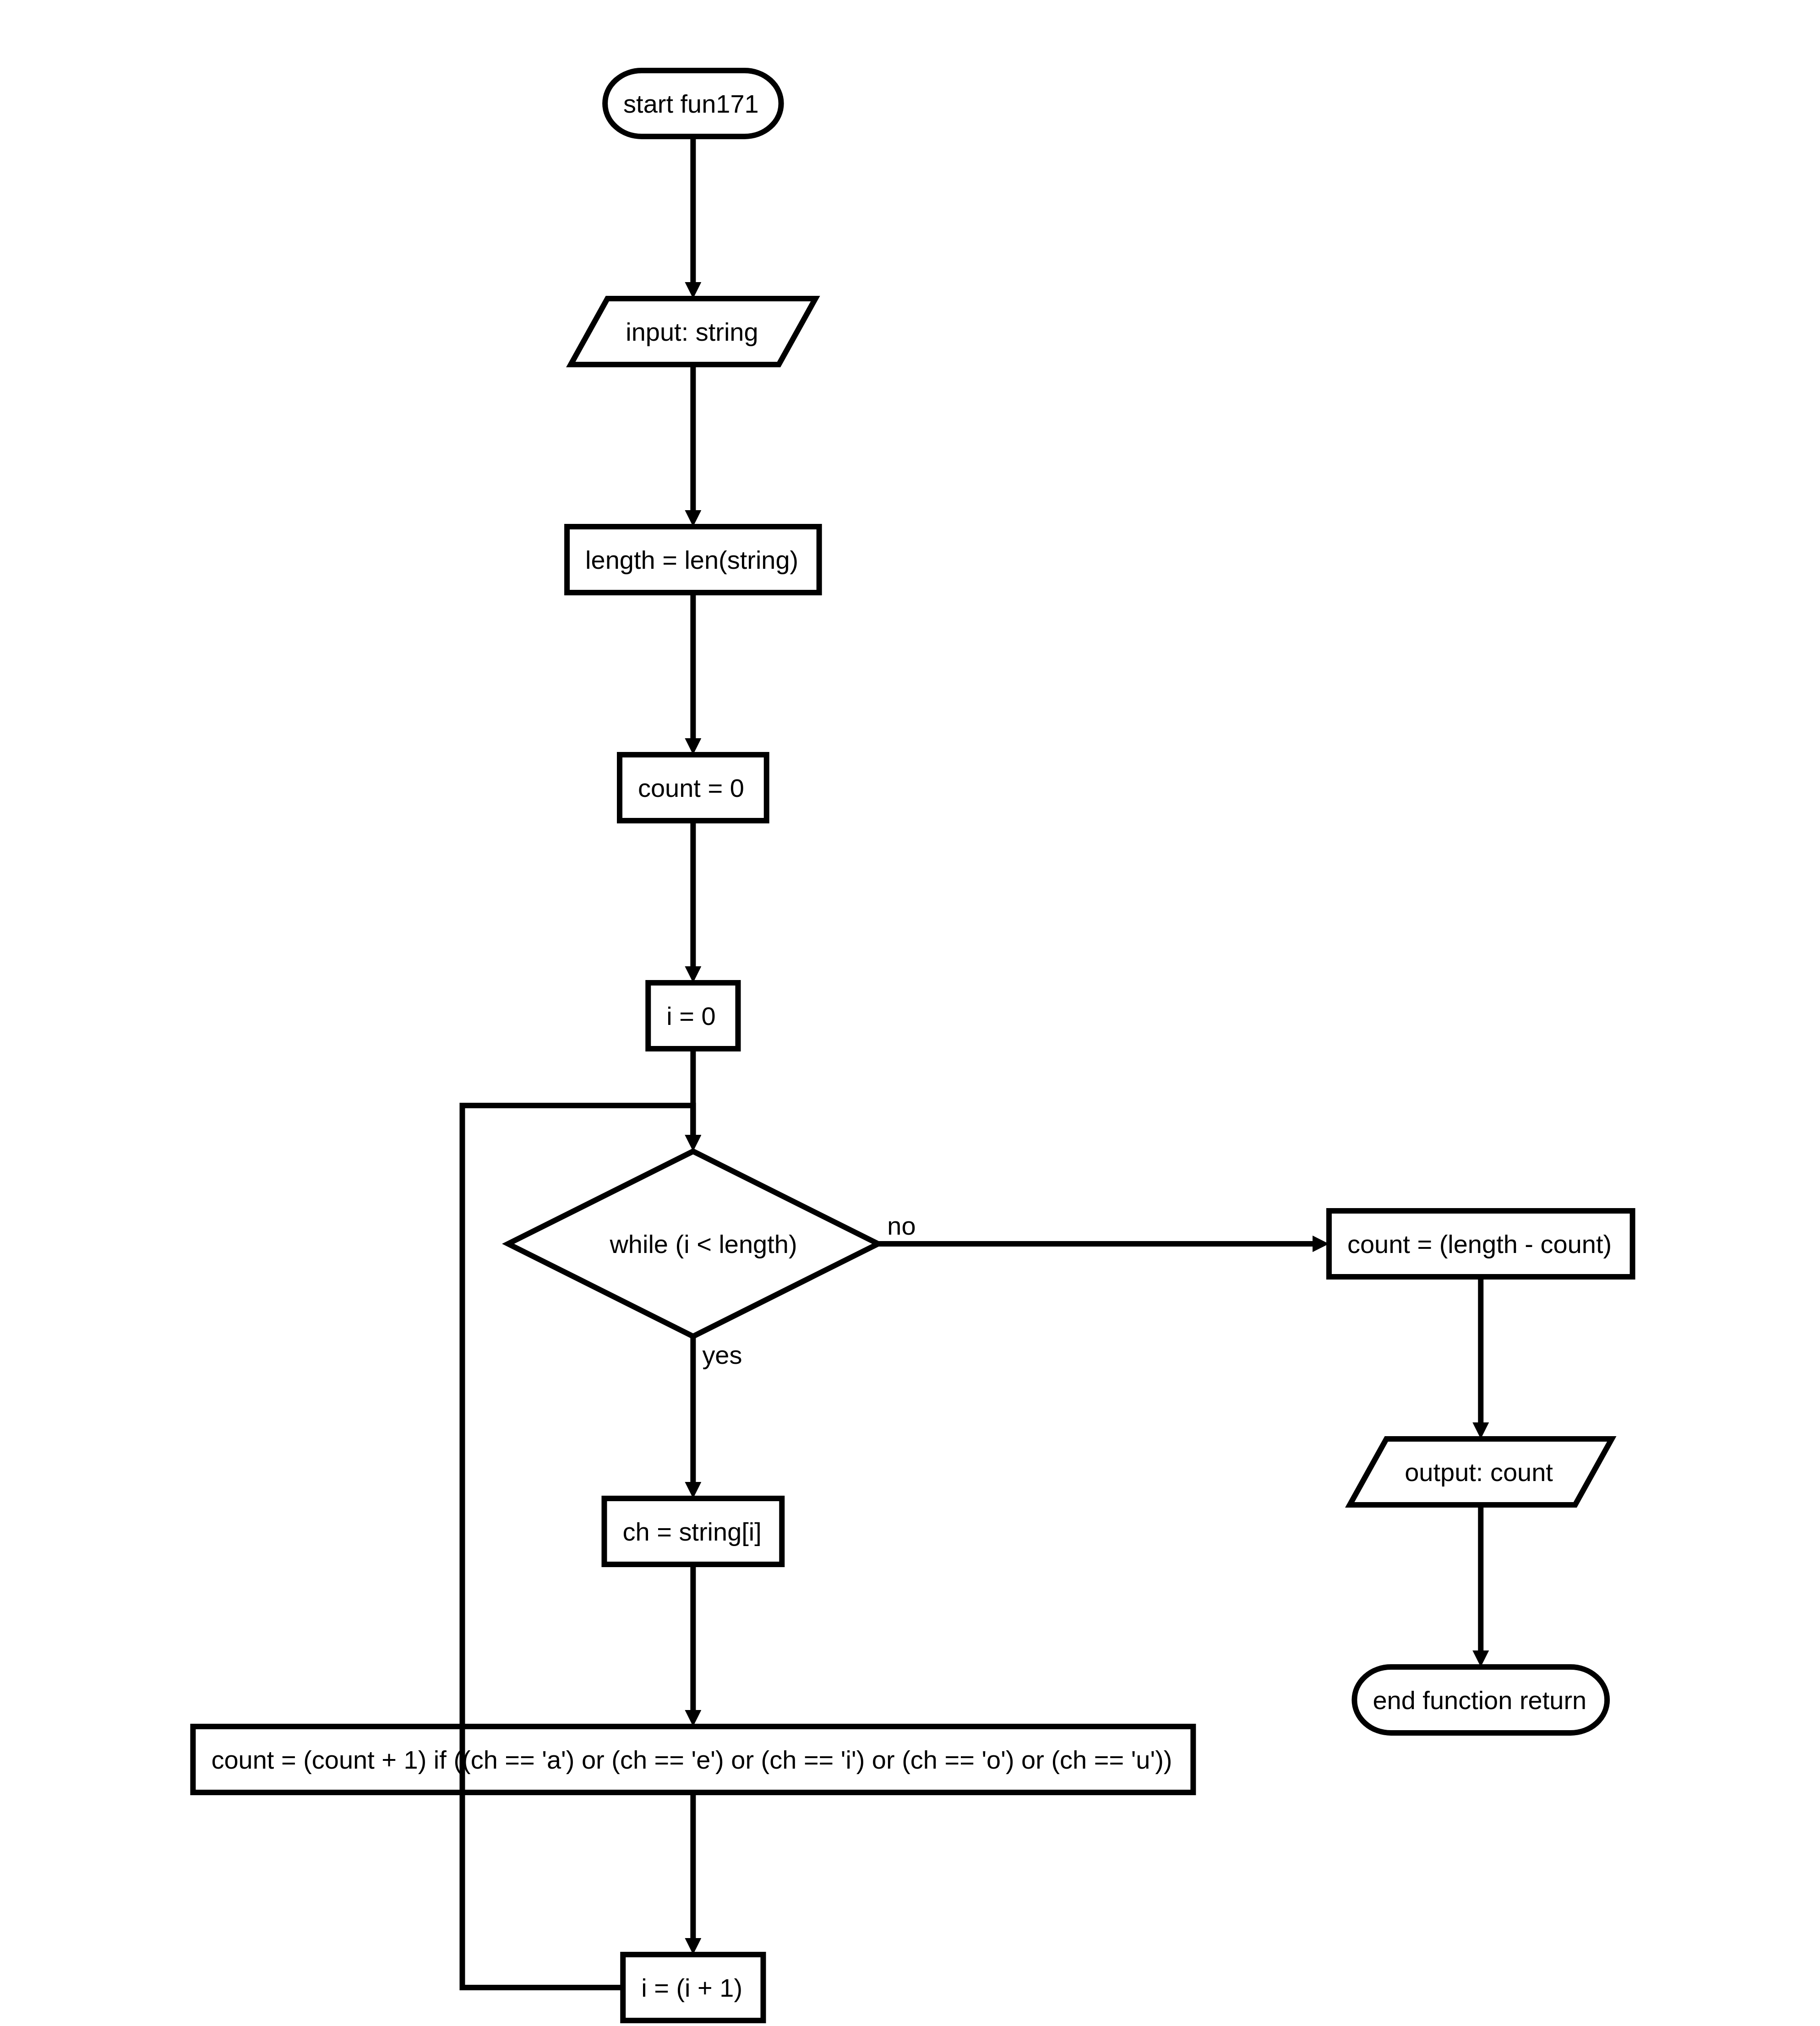 start fun171
input: string
length = len(string)
count = 0
i = 0
while (i < length)
no
count = (length - count)
yes
output: count
ch = string[i]
end function return
count = (count + 1) if ((ch == 'a') or (ch == 'e') or (ch == 'i') or (ch == 'o') or (ch == 'u'))
i = (i + 1)